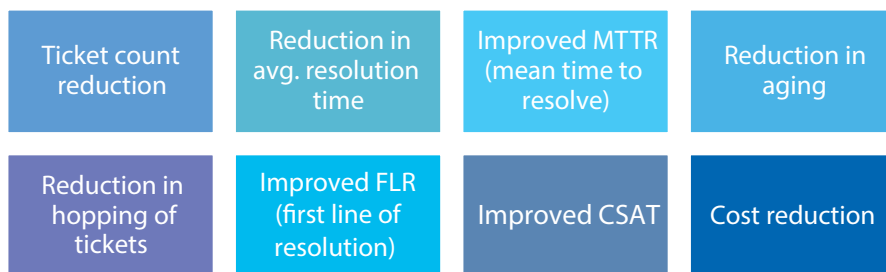 Ticket count
reduction
Reduction in
avg. resolution
time
Improved MTTR
(mean time to
resolve)
Reduction in
aging
Reduction in
hopping of
tickets
Improved FLR
(first line of
resolution)
Improved CSAT
Cost reduction